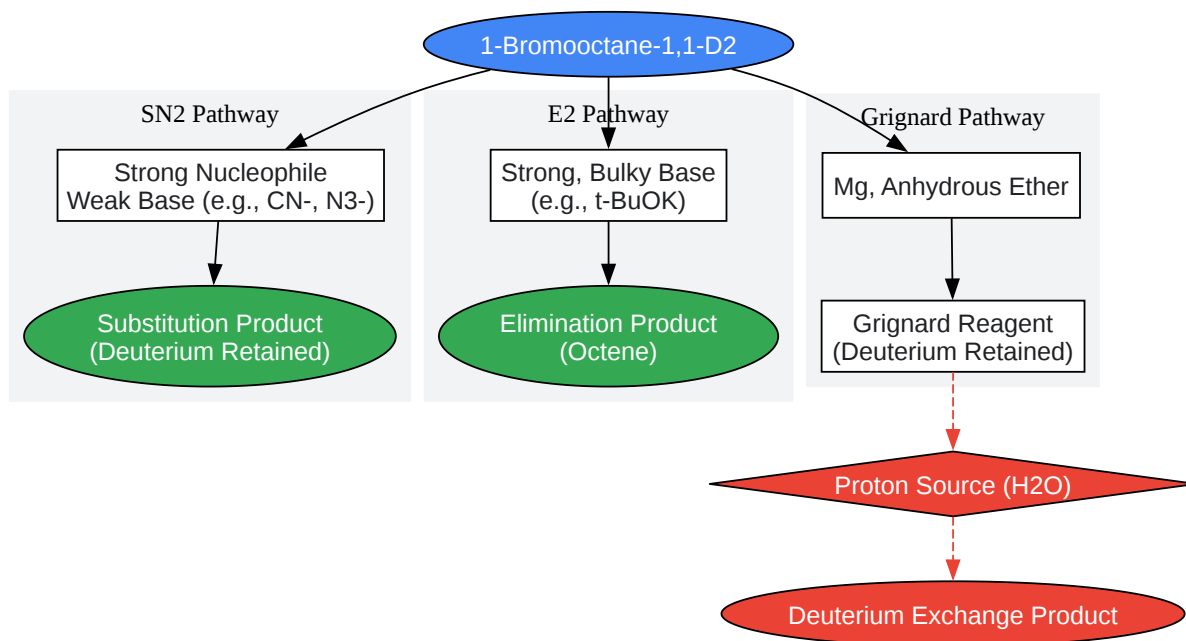 1-Bromooctane-1,1-D2
SN2 Pathway
E2 Pathway
Grignard Pathway
Strong Nucleophile
Weak Base (e.g., CN-, N3-)
Strong, Bulky Base
(e.g., t-BuOK)
Mg, Anhydrous Ether
Substitution Product
(Deuterium Retained)
Elimination Product
(Octene)
Grignard Reagent
(Deuterium Retained)
Proton Source (H2O)
Deuterium Exchange Product